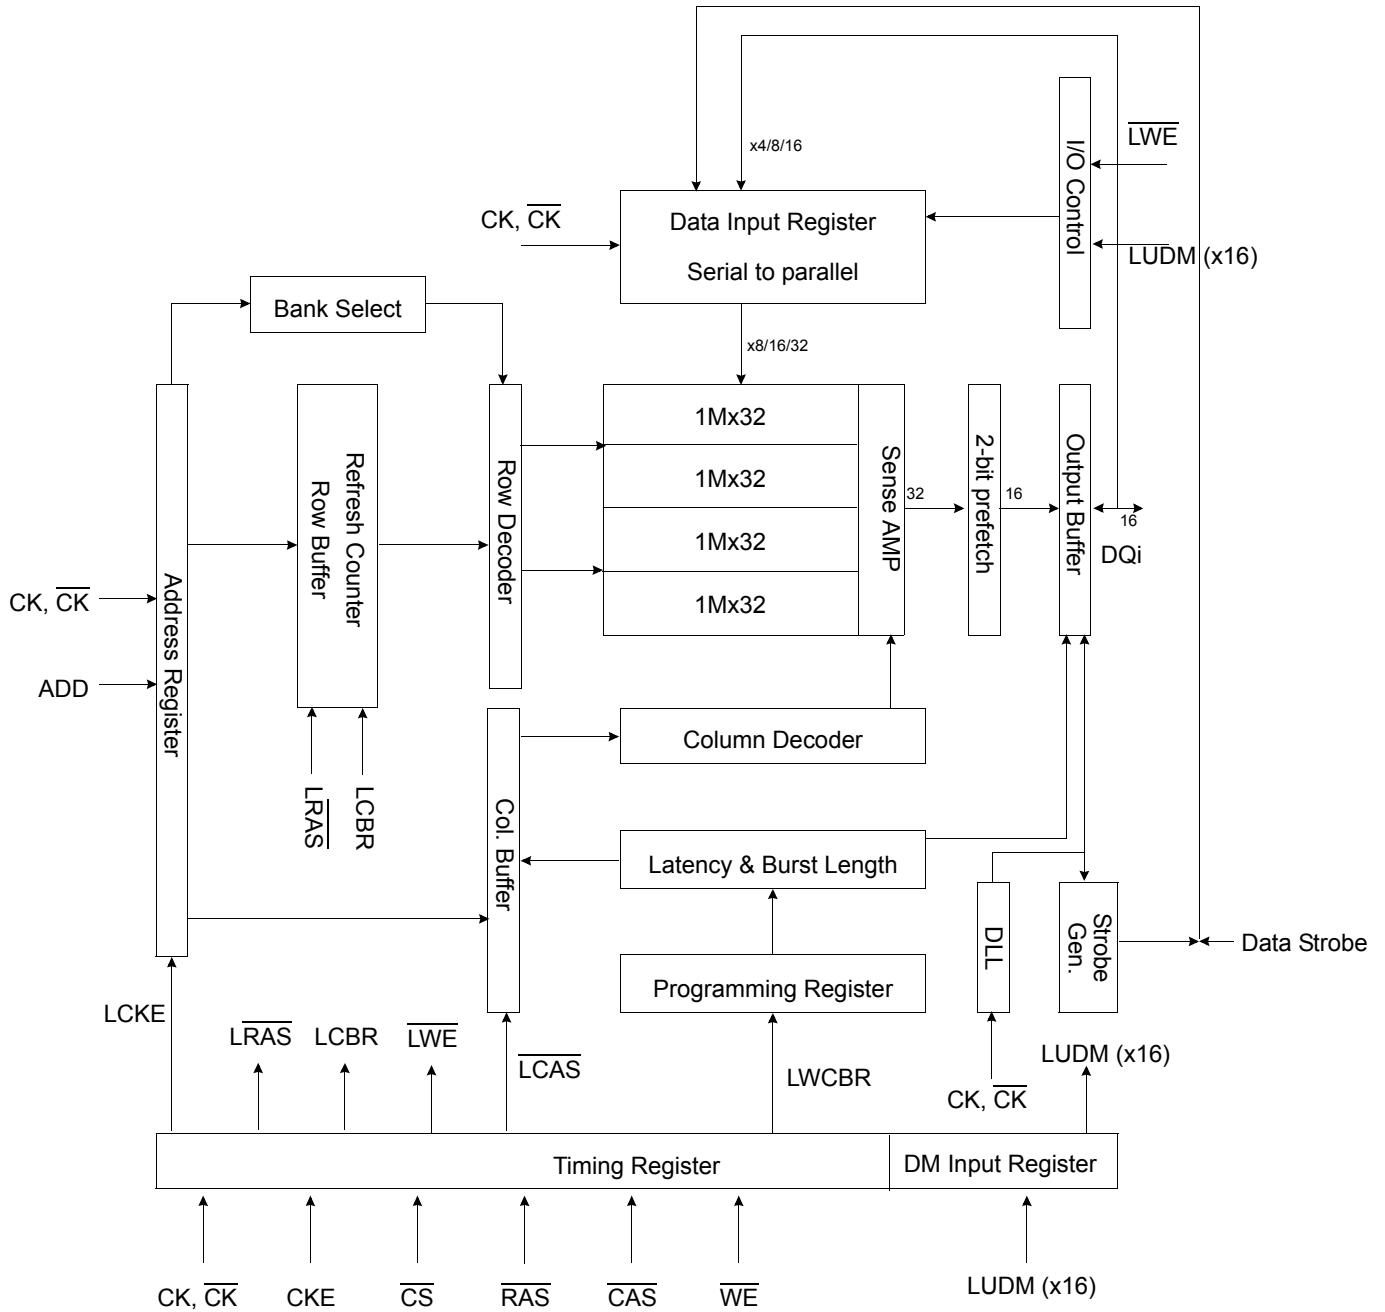 x4/8/16
LWE
I/O Control
CK, CK
Data Input Register
Serial to parallel
LUDM (x16)
Bank Select
x8/16/32
1Mx32
1Mx32
1Mx32
1Mx32
Sense AMP
32
2-bit prefetch
16
Output Buffer
16
DQi
Row Decoder
Refresh Counter
Row Buffer
Address Register
CK, CK
ADD
LRAS
LCBR
Col. Buffer
Column Decoder
Latency & Burst Length
Programming Register
DLL
Strobe
Gen.
Data Strobe
LCKE
LRAS
LCBR
LWE
LCAS
LWCBR
CK, CK
LUDM (x16)
Timing Register
DM Input Register
CK, CK
CKE
CS
RAS
CAS
WE
LUDM (x16)